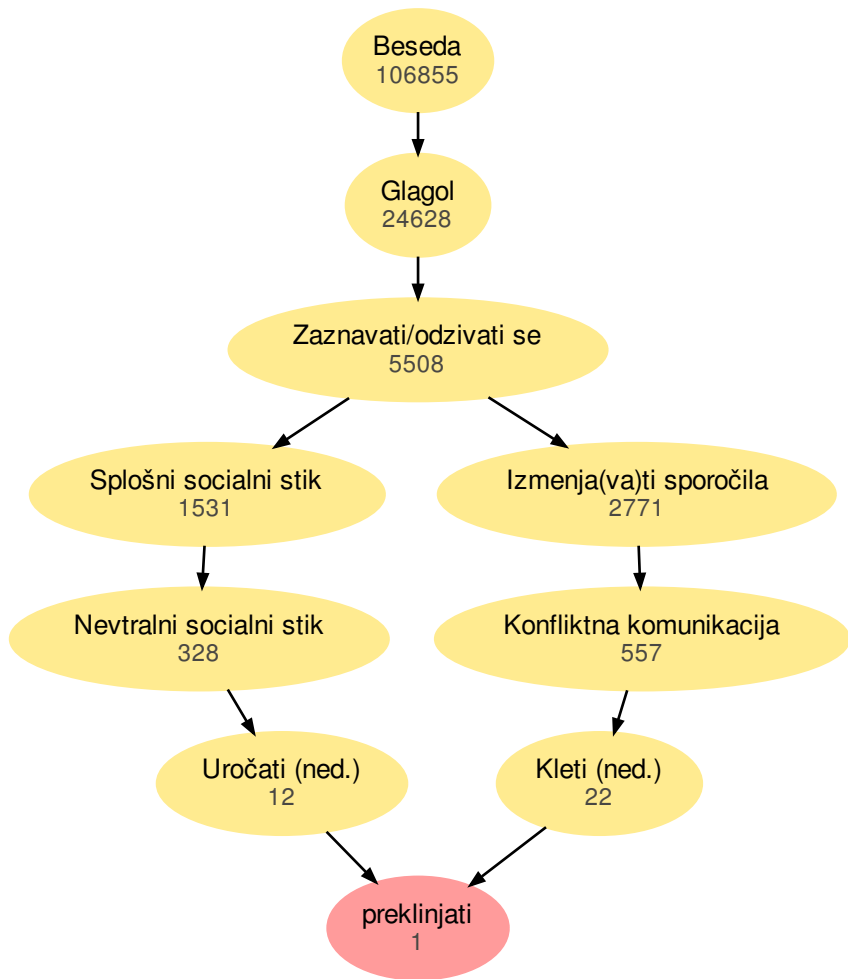 Beseda
106855
Glagol
24628
Zaznavati/odzivati se
5508
Splošni socialni stik
1531
Izmenja(va)ti sporočila
2771
Nevtralni socialni stik
328
Konfliktna komunikacija
557
Uročati (ned.)
12
Kleti (ned.)
22
preklinjati
1